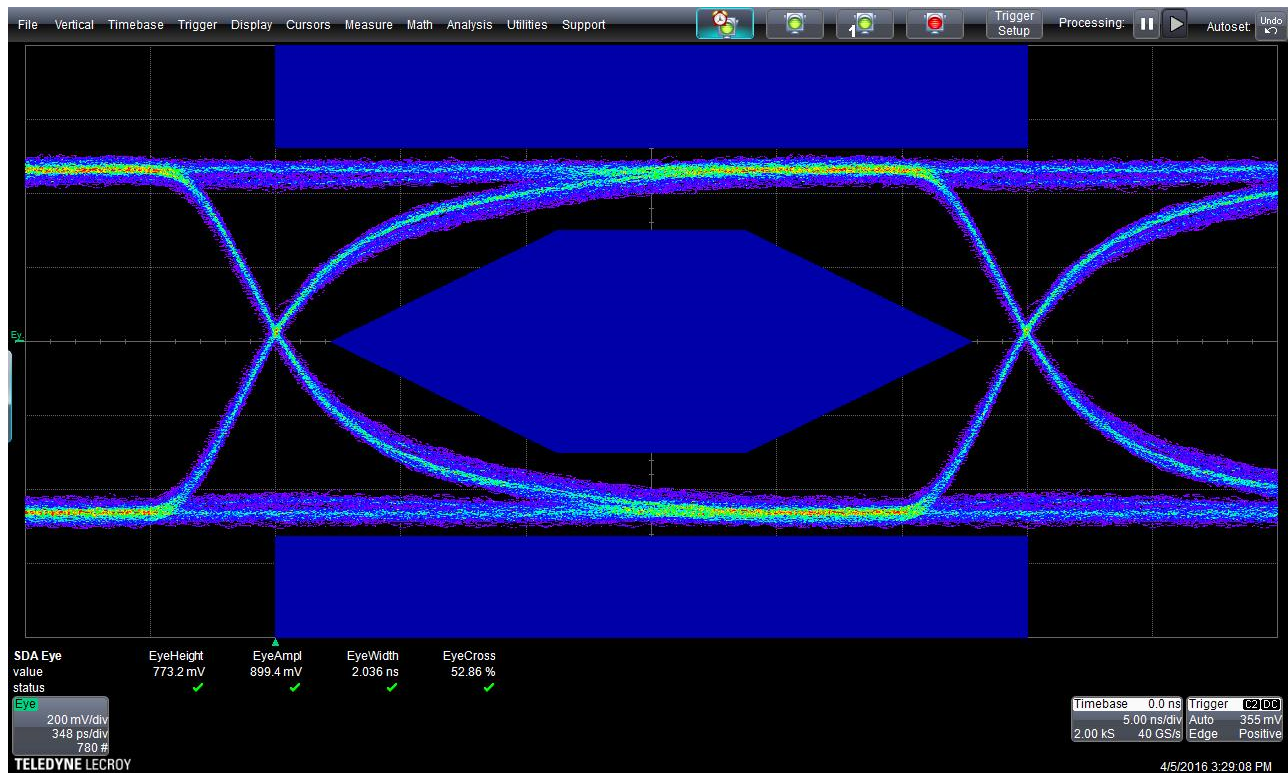 File Vertical Timebase Trigger Display Cursors Measure Math Analysis Utilities Support
1
Trigger Setup
Processing:
Autoset:
Undo
Ey.
SDA Eye EyeHeight EyeAmpl EyeWidth EyeCross
value 773.2 mV 899.4 mV 2.036 ns 52.86 %
status
Eye
200 mV/div
348 ps/div
780 #
Timebase 0.0 ns
5.00 ns/div
2.00 kS 40 GS/s
Trigger C2 DC
Auto 355 mV
Edge Positive
TELEDYNE LECROY
4/5/2016 3:29:08 PM